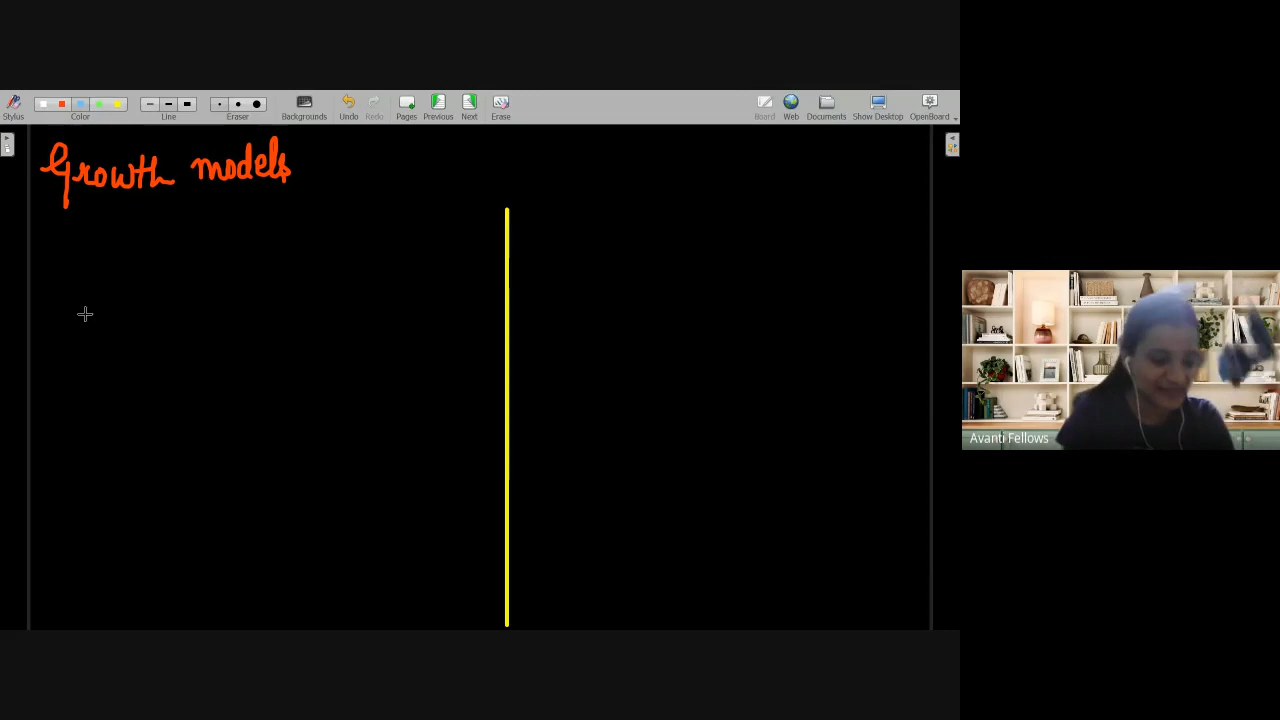 Stylus
Color
Line
Eraser
Backgrounds
Undo
Redo
Pages
Previous
Next
Erase
Board
Web
Documents
Show Desktop
OpenBoard
Growth models
Avanti Fellows